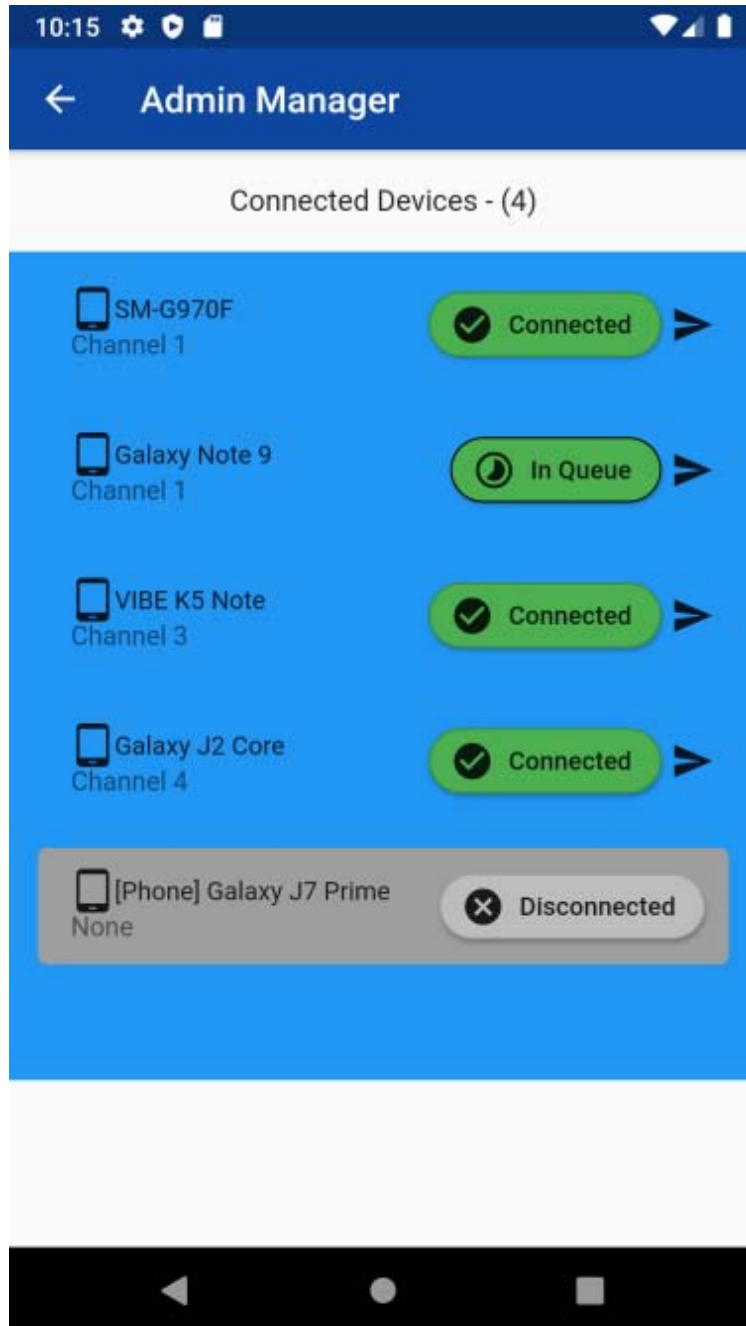 10:15
Admin Manager
Connected Devices - (4)
SM-G970F
Channel 1
Connected
Galaxy Note 9
Channel 1
In Queue
VIBE K5 Note
Channel 3
Connected
Galaxy J2 Core
Channel 4
Connected
[Phone] Galaxy J7 Prime
None
Disconnected